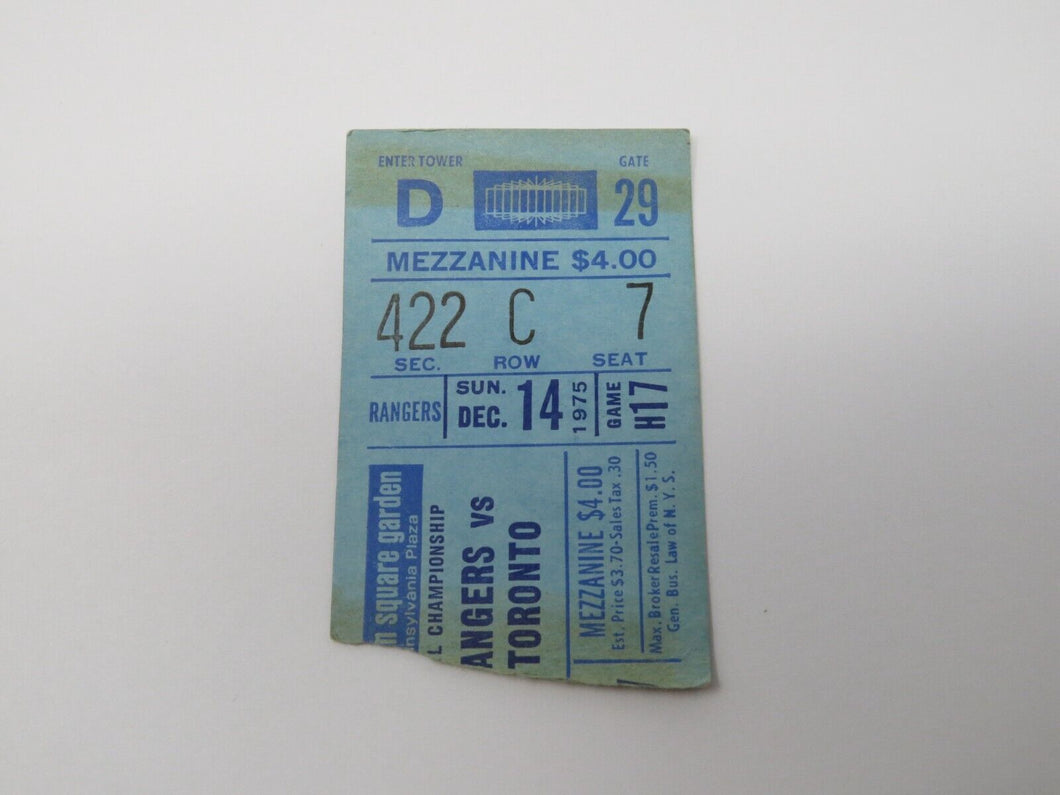 ENTER TOWER GATE
D 29
MEZZANINE $4.00
422 C 7
SEC. ROW SEAT
RANGERS SUN. DEC. 14 1975 GAME H17
n square garden
nsylvania Plaza
L CHAMPIONSHIP
ANGERS VS
TORONTO
MEZZANINE $4.00
Est. Price $3.70-Sales Tax .30
Max. Broker Resale Prem. $1.50
Gen. Bus. Law of N. Y. S.